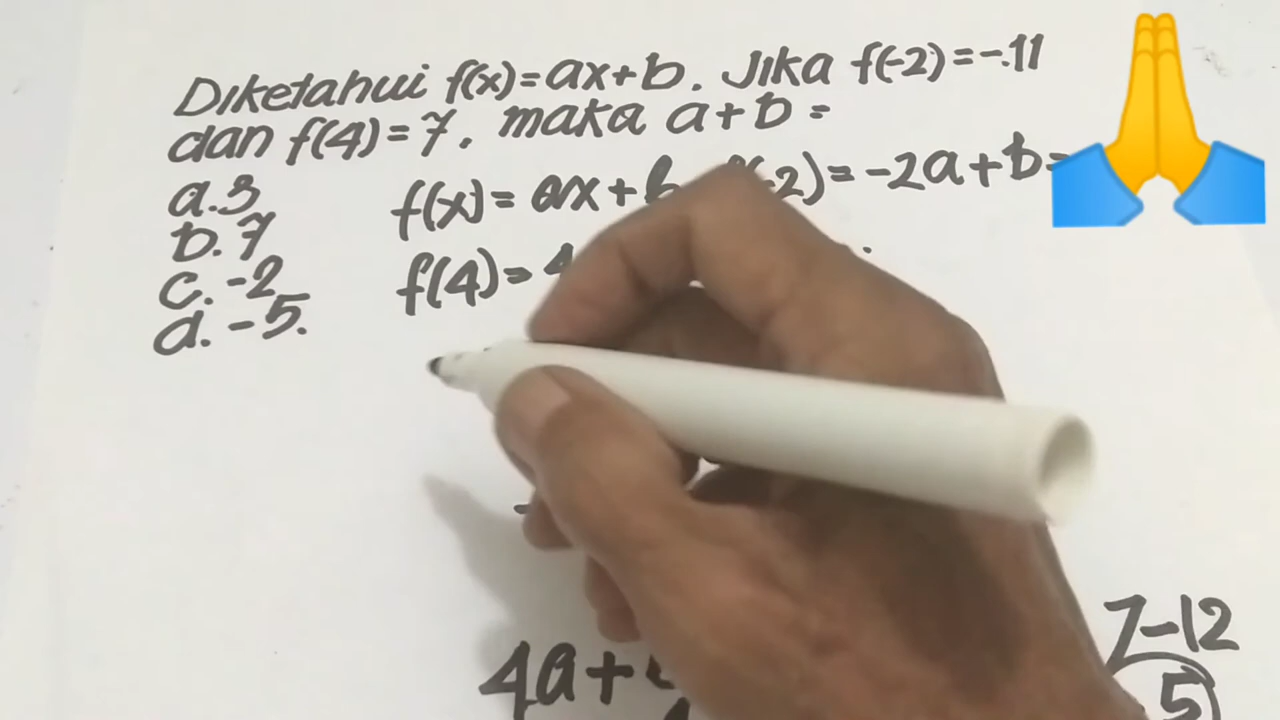 Diketahui f(x)=ax+b. Jika f(-2)=-11
dan f(4)=7, maka a+b=
a. 3
b. 7
c. -2
d. -5.
f(x)=ax+b f(-2)=-2a+b=
f(4)=4
4a+
7-12
5